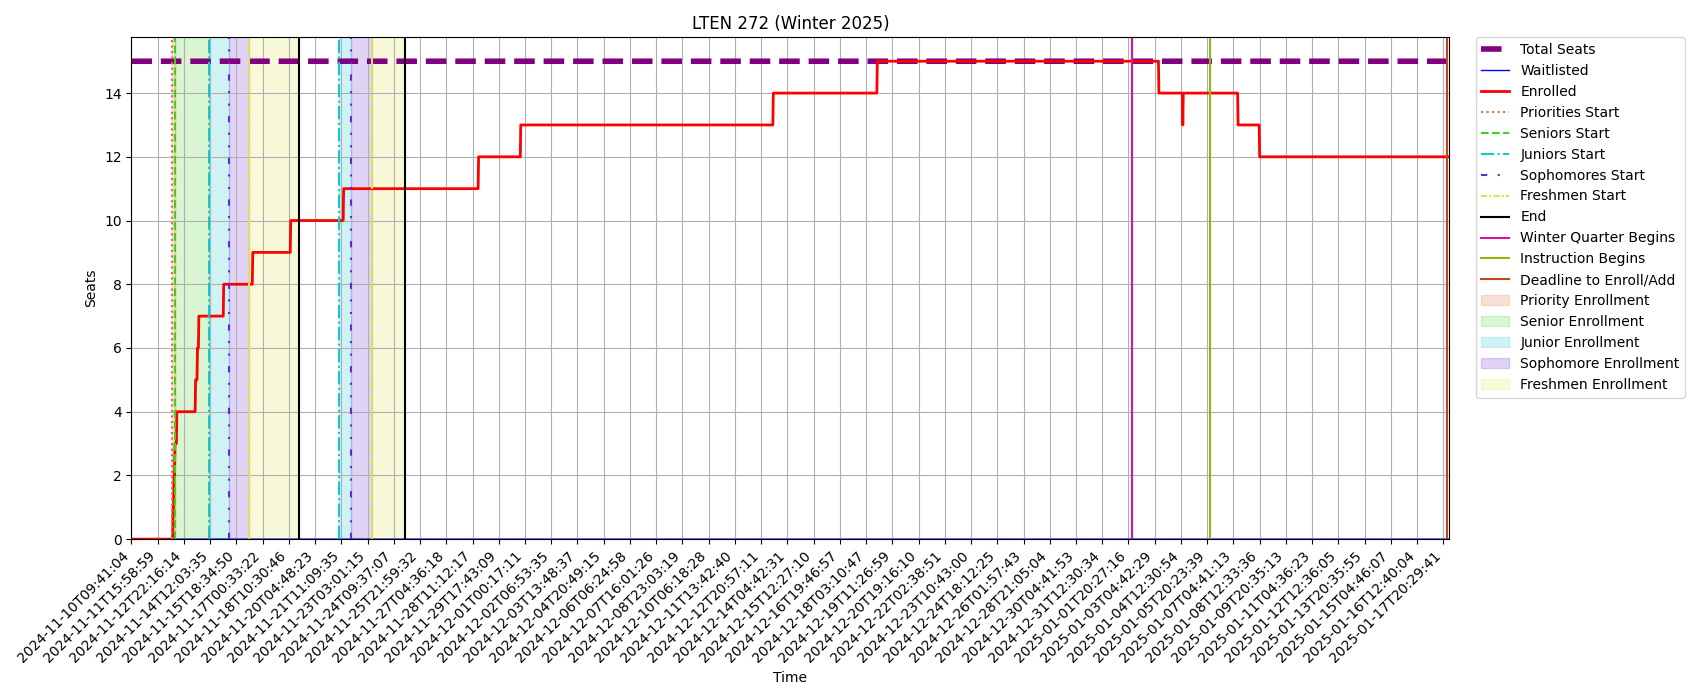 LTEN 272 (Winter 2025)
Seats
14
12
10
8
6
4
2
0
2024-11-10T09:41:04
2024-11-11T15:58:59
2024-11-12T22:16:14
2024-11-14T12:03:35
2024-11-15T18:34:50
2024-11-17T00:33:22
2024-11-18T10:30:46
2024-11-20T04:48:23
2024-11-21T11:09:35
2024-11-23T03:01:15
2024-11-24T09:37:07
2024-11-25T21:59:32
2024-11-27T04:36:18
2024-11-28T11:12:17
2024-11-29T17:43:09
2024-12-01T00:17:11
2024-12-02T06:53:35
2024-12-03T13:48:37
2024-12-04T20:49:15
2024-12-06T06:24:58
2024-12-07T16:01:26
2024-12-08T23:03:19
2024-12-10T06:18:28
2024-12-11T13:42:40
2024-12-12T20:57:11
2024-12-14T04:42:31
2024-12-15T12:27:10
2024-12-16T19:46:57
2024-12-18T03:10:47
2024-12-19T11:26:59
2024-12-20T19:16:10
2024-12-22T02:38:51
2024-12-23T10:43:00
2024-12-24T18:12:25
2024-12-26T01:57:43
2024-12-28T21:05:04
2024-12-30T04:41:53
2024-12-31T12:30:34
2025-01-01T20:27:16
2025-01-03T04:42:29
2025-01-04T12:30:54
2025-01-05T20:23:39
2025-01-07T04:41:13
2025-01-08T12:33:36
2025-01-09T20:35:13
2025-01-11T04:36:23
2025-01-12T12:36:05
2025-01-13T20:35:55
2025-01-15T04:46:07
2025-01-16T12:40:04
2025-01-17T20:29:41
Time
Total Seats
Waitlisted
Enrolled
Priorities Start
Seniors Start
Juniors Start
Sophomores Start
Freshmen Start
End
Winter Quarter Begins
Instruction Begins
Deadline to Enroll/Add
Priority Enrollment
Senior Enrollment
Junior Enrollment
Sophomore Enrollment
Freshmen Enrollment